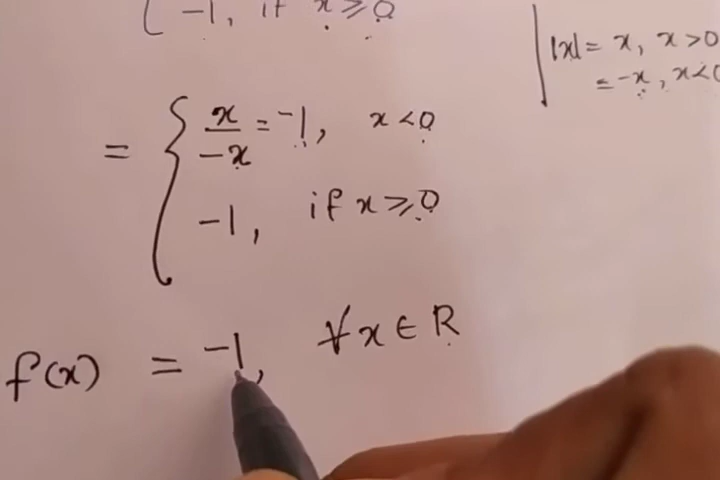 -1, if x ≥ 0
|x| = x, x > 0
= -x, x < 0
= { x/-x = -1, x < 0
-1, if x ≥ 0
f(x) = -1, ∀ x ∈ R